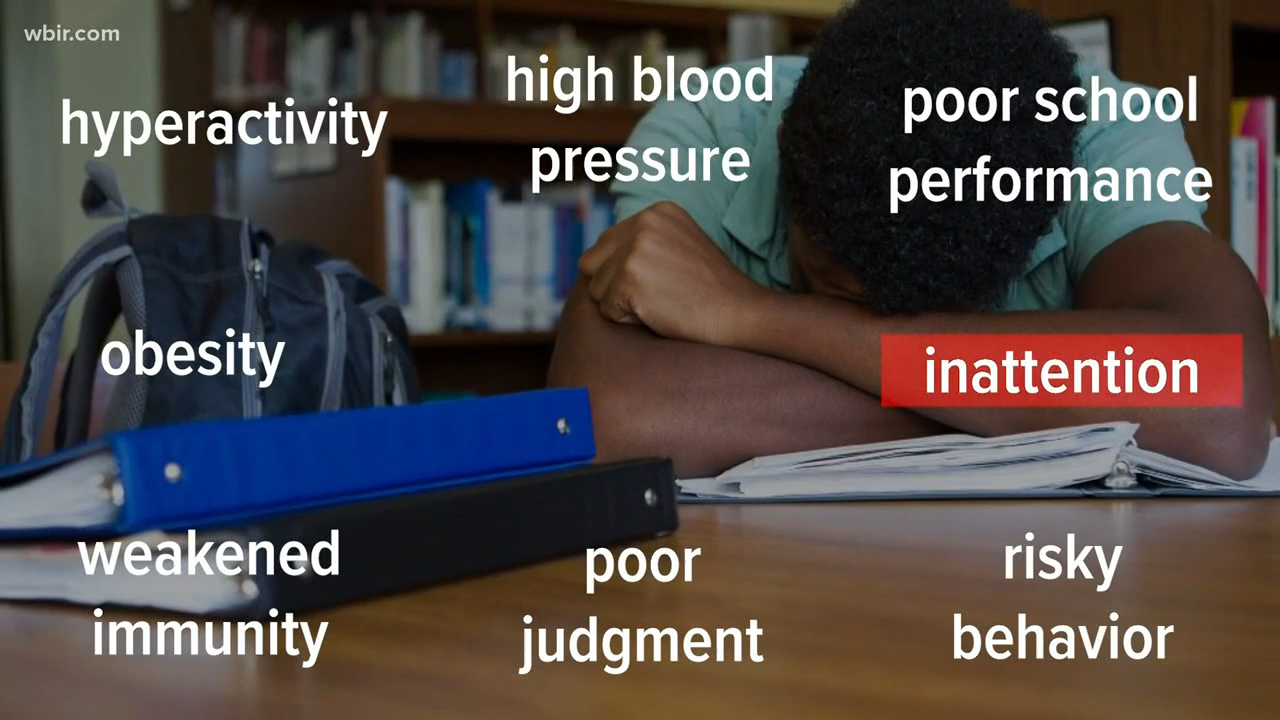 wbir.com
hyperactivity
high blood
pressure
poor school
performance
obesity
inattention
weakened
immunity
poor
judgment
risky
behavior